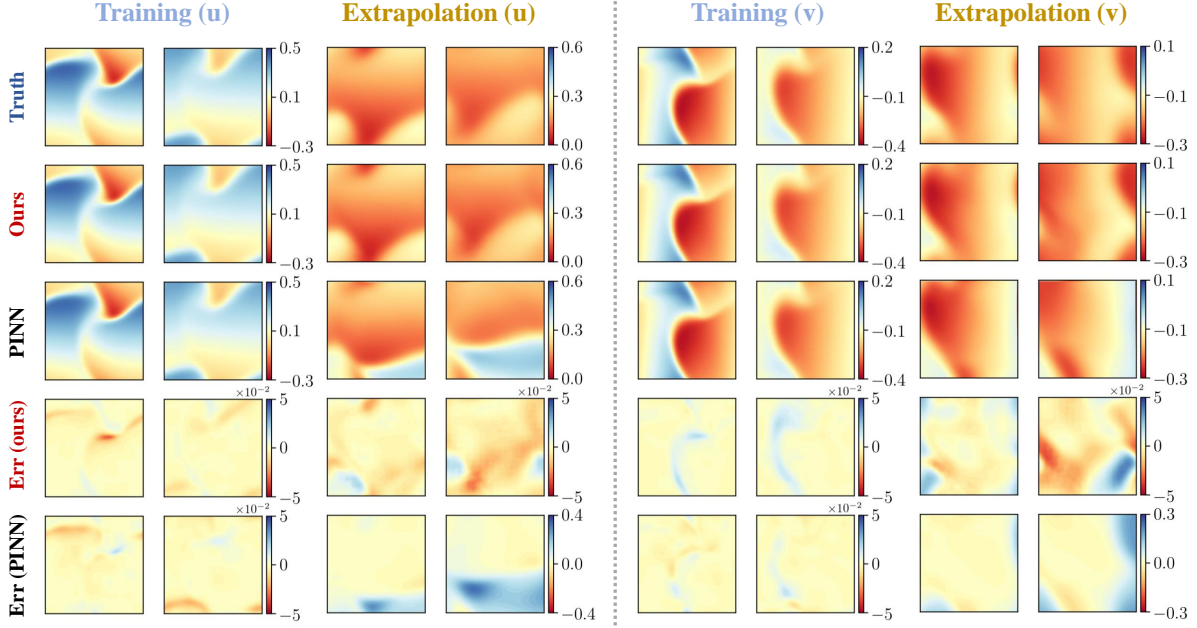 Training (u) Extrapolation (u) Training (v) Extrapolation (v)
Truth 0.5 0.1 −0.3 0.6 0.3 0.0 0.2 −0.1 −0.4 0.1 −0.1 −0.3
Ours 0.5 0.1 −0.3 0.6 0.3 0.0 0.2 −0.1 −0.4 0.1 −0.1 −0.3
PINN 0.5 0.1 −0.3 0.6 0.3 0.0 0.2 −0.1 −0.4 0.1 −0.1 −0.3
×10−2 ×10−2 ×10−2
Err (ours) 5 0 −5 5 0 −5 5 0 −5 5 0 −5
×10−2 ×10−2
Err (PINN) 5 0 −5 0.4 0.0 −0.4 5 0 −5 0.3 0.0 −0.3